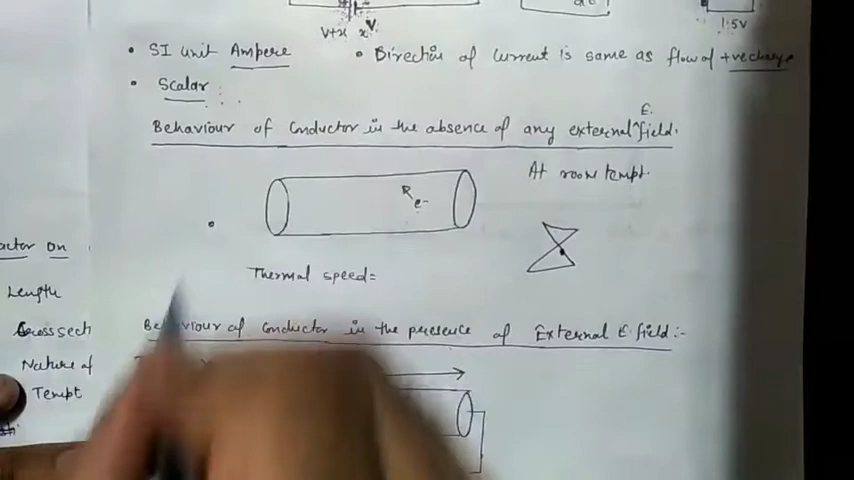 V+x x V
1.5V
• SI unit Ampere
• Direction of current is same as flow of +ve charge
• Scalar
Behaviour of conductor in the absence of any external E. field.
At room tempt.
e-
Thermal speed=
Behaviour of conductor in the presence of External E field:-
actor on
Length
Cross sect
Nature of
Tempt